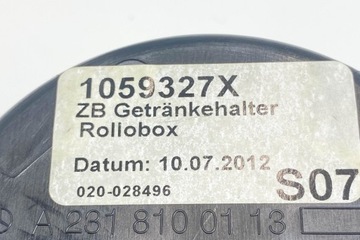 1059327X
ZB Getränkehalter
Rollobox
Datum: 10.07.2012
020-028496
S07
A 231 810 01 13